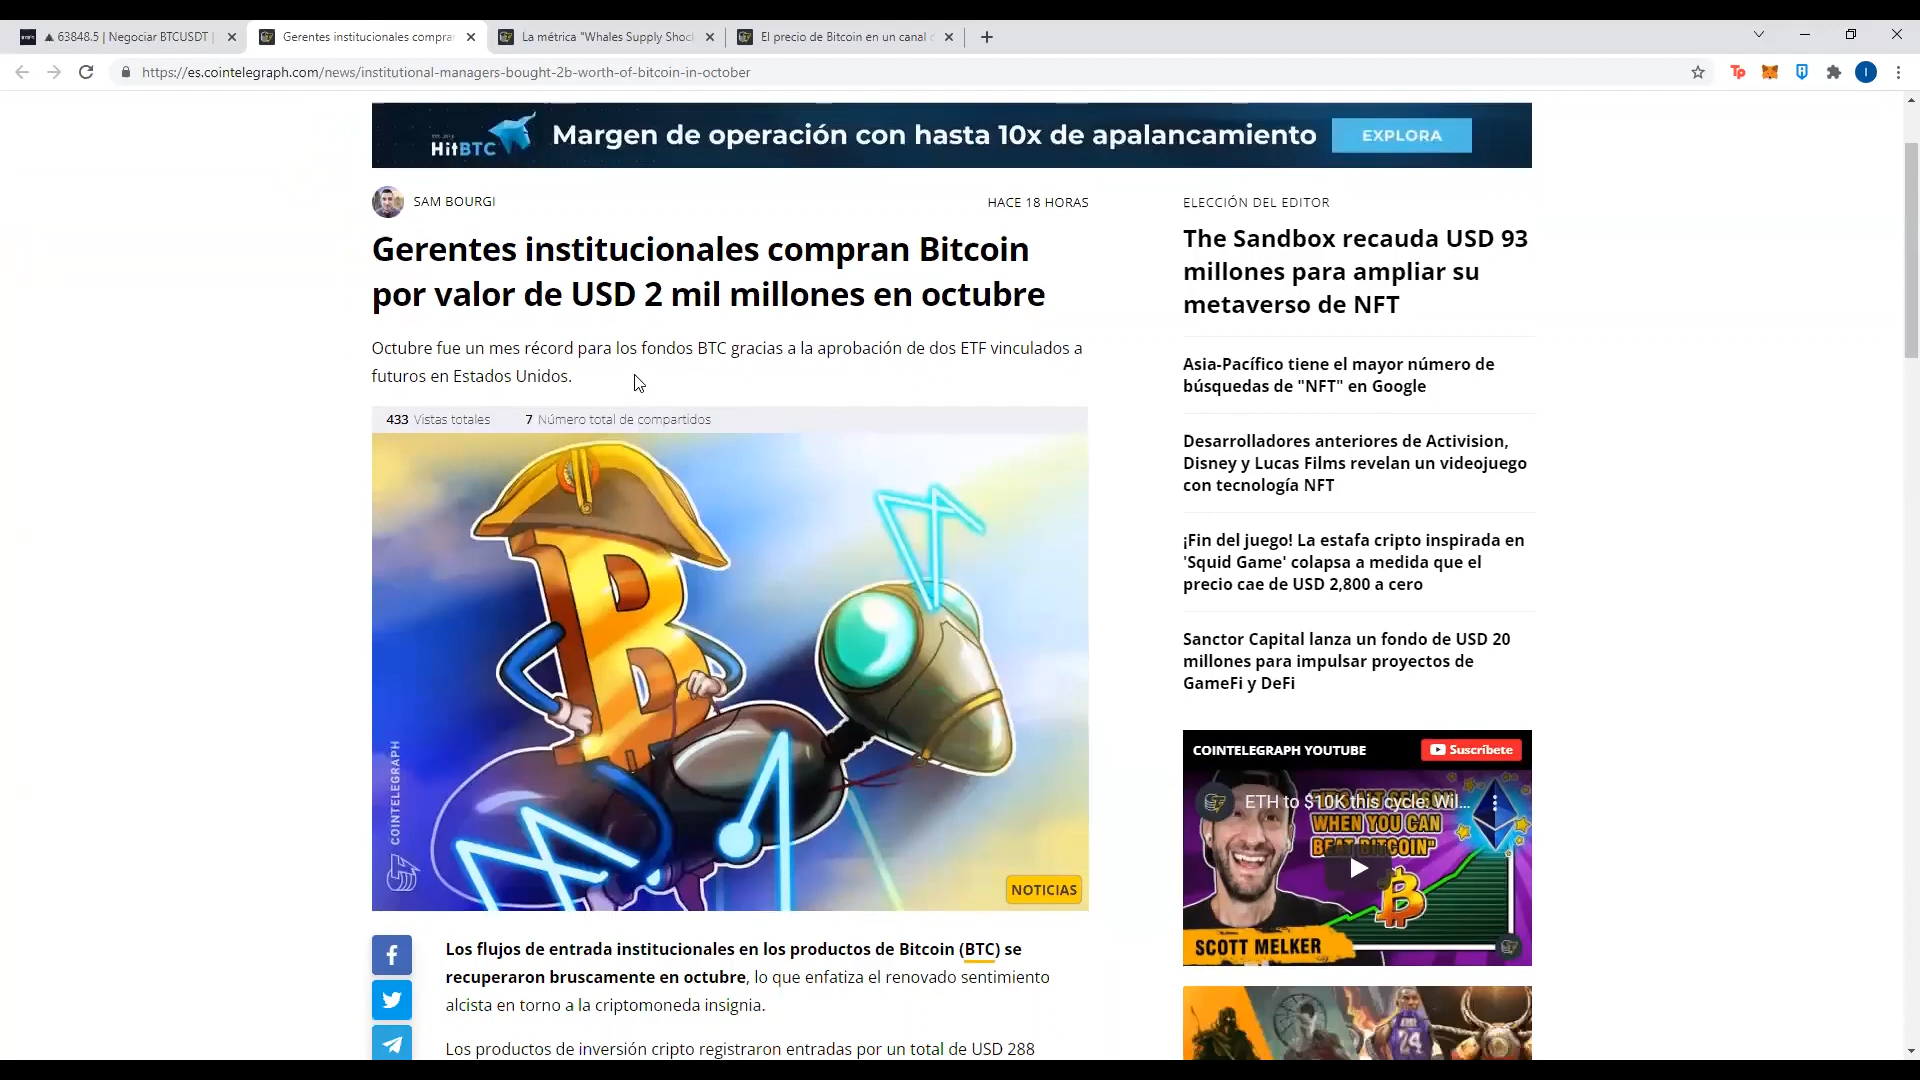 63848.5 | Negociar BTCUSDT |
Gerentes institucionales compra
La métrica "Whales Supply Shoc
El precio de Bitcoin en un canal
https://es.cointelegraph.com/news/institutional-managers-bought-2b-worth-of-bitcoin-in-october
HitBTC
Margen de operación con hasta 10x de apalancamiento
EXPLORA
SAM BOURGI
HACE 18 HORAS
Gerentes institucionales compran Bitcoin
por valor de USD 2 mil millones en octubre
Octubre fue un mes récord para los fondos BTC gracias a la aprobación de dos ETF vinculados a
futuros en Estados Unidos.
433 Vistas totales
7 Número total de compartidos
COINTELEGRAPH
NOTICIAS
Los flujos de entrada institucionales en los productos de Bitcoin (BTC) se
recuperaron bruscamente en octubre, lo que enfatiza el renovado sentimiento
alcista en torno a la criptomoneda insignia.
Los productos de inversión cripto registraron entradas por un total de USD 288
ELECCIÓN DEL EDITOR
The Sandbox recauda USD 93
millones para ampliar su
metaverso de NFT
Asia-Pacífico tiene el mayor número de
búsquedas de "NFT" en Google
Desarrolladores anteriores de Activision,
Disney y Lucas Films revelan un videojuego
con tecnología NFT
¡Fin del juego! La estafa cripto inspirada en
'Squid Game' colapsa a medida que el
precio cae de USD 2,800 a cero
Sanctor Capital lanza un fondo de USD 20
millones para impulsar proyectos de
GameFi y DeFi
COINTELEGRAPH YOUTUBE
Suscríbete
ETH to $10K this cycle: Wil...
"IT'S ALT SEASON
WHEN YOU CAN
BEAT BITCOIN"
SCOTT MELKER